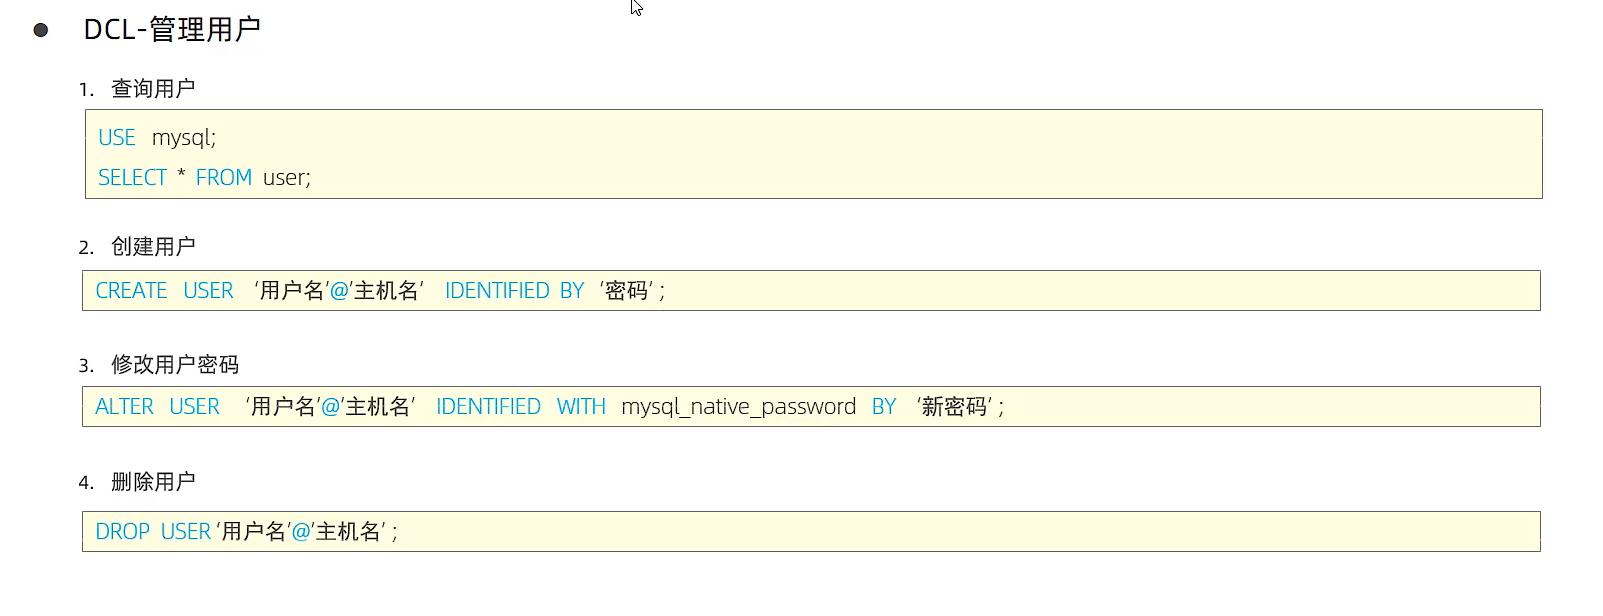 DCL-管理用户
1. 查询用户
USE mysql;
SELECT * FROM user;
2. 创建用户
CREATE USER ‘用户名’@’主机名’ IDENTIFIED BY ‘密码’ ;
3. 修改用户密码
ALTER USER ‘用户名’@’主机名’ IDENTIFIED WITH mysql_native_password BY ‘新密码’ ;
4. 删除用户
DROP USER ‘用户名’@’主机名’ ;